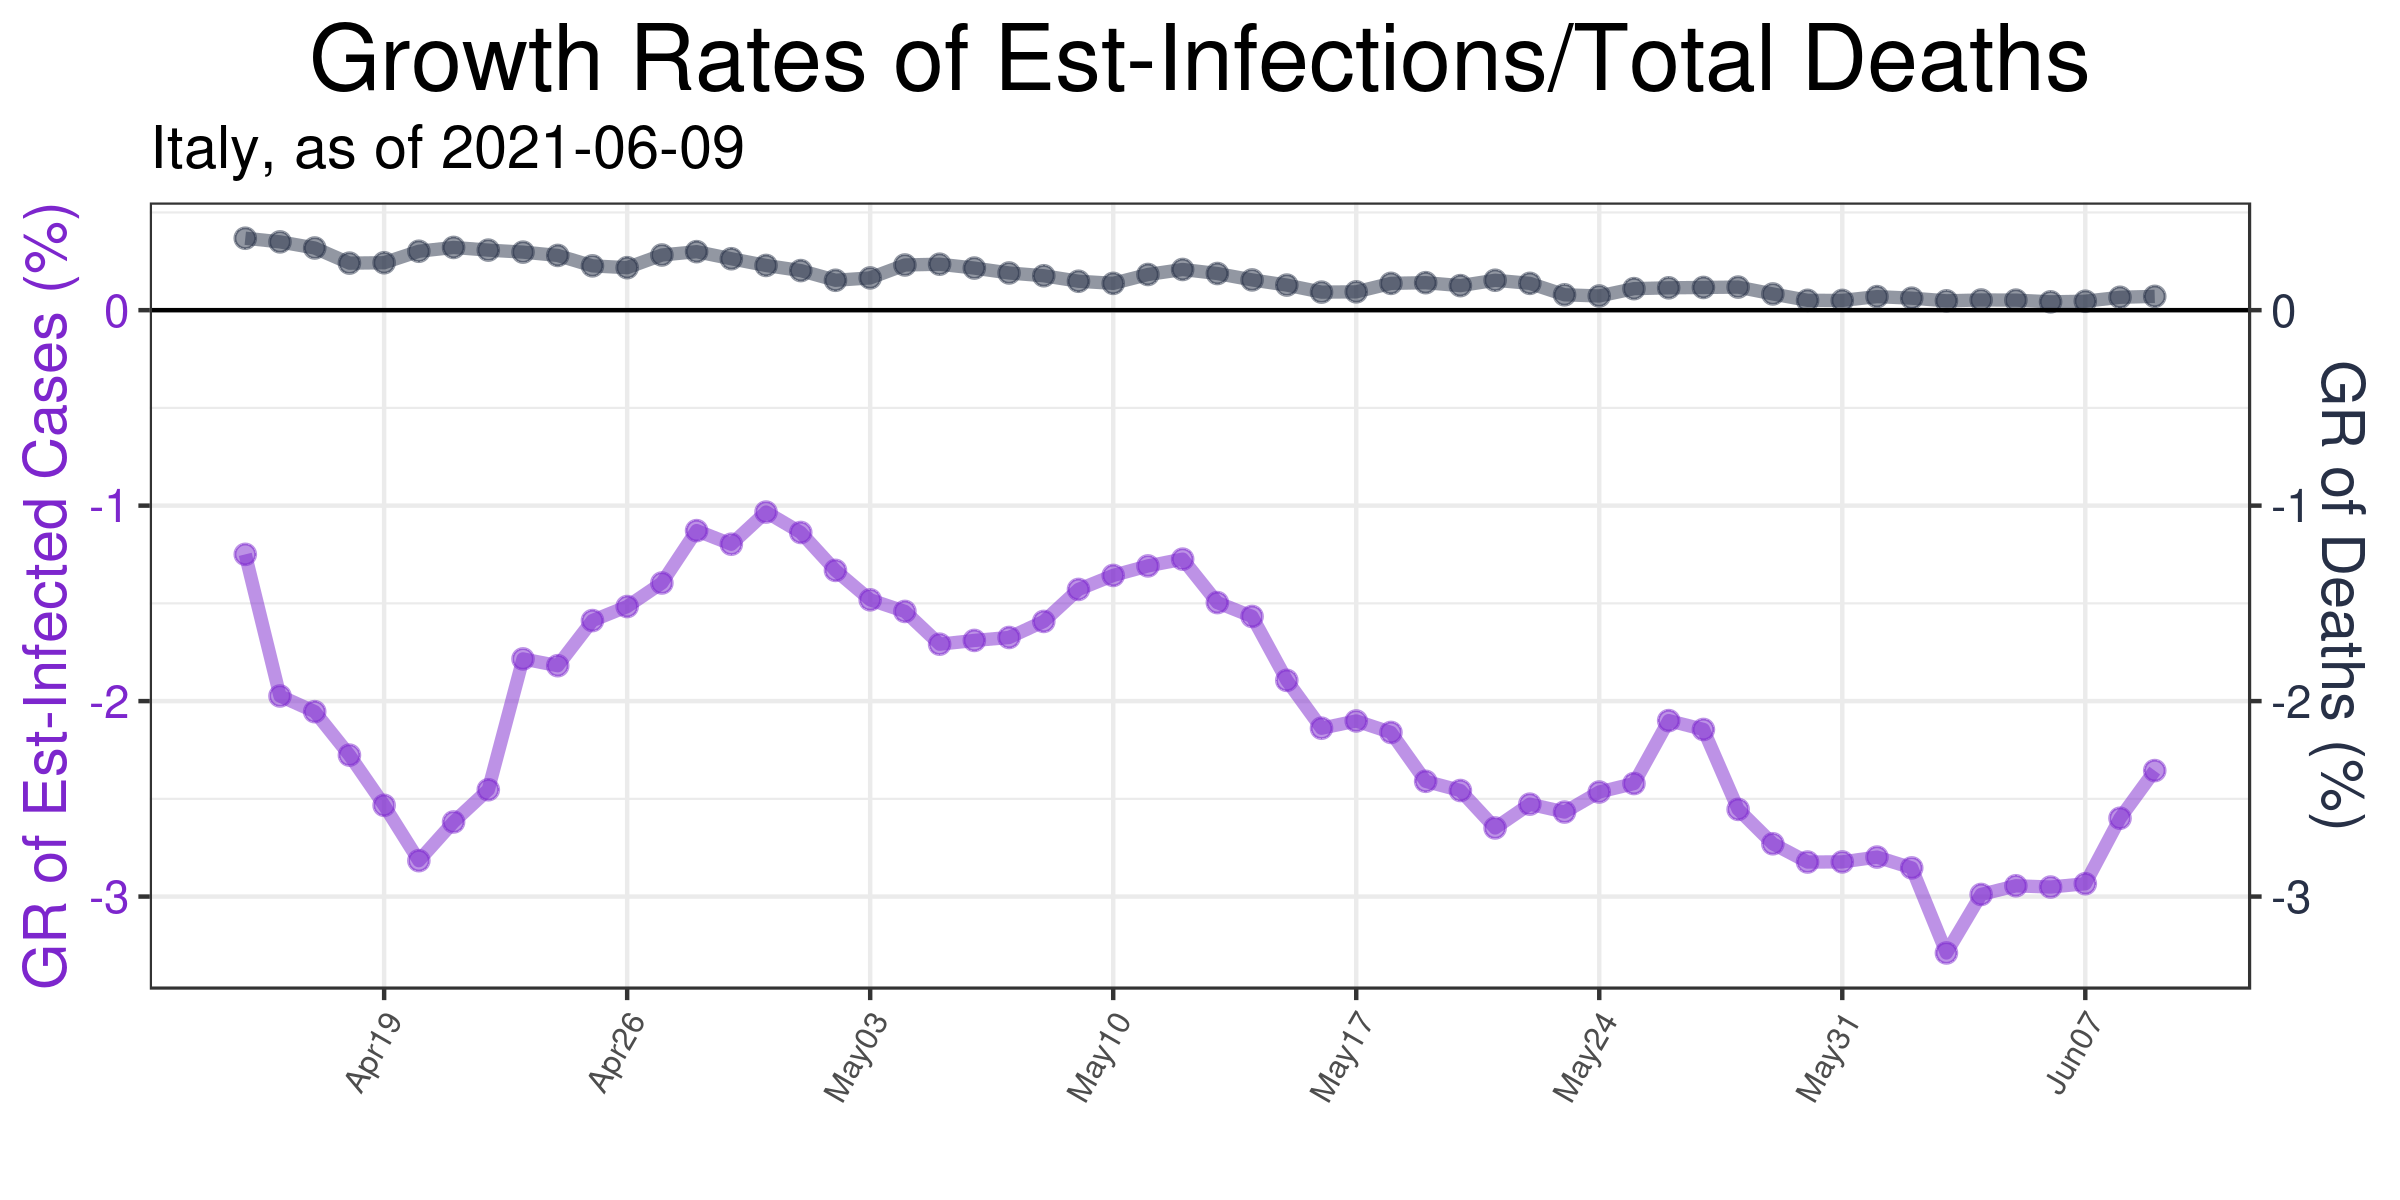 Growth Rates of Est-Infections/Total Deaths
Italy, as of 2021-06-09
GR of Est-Infected Cases (%)
0
-1
-2
-3
0
-1
-2
-3
GR of Deaths (%)
Apr19
Apr26
May03
May10
May17
May24
May31
Jun07